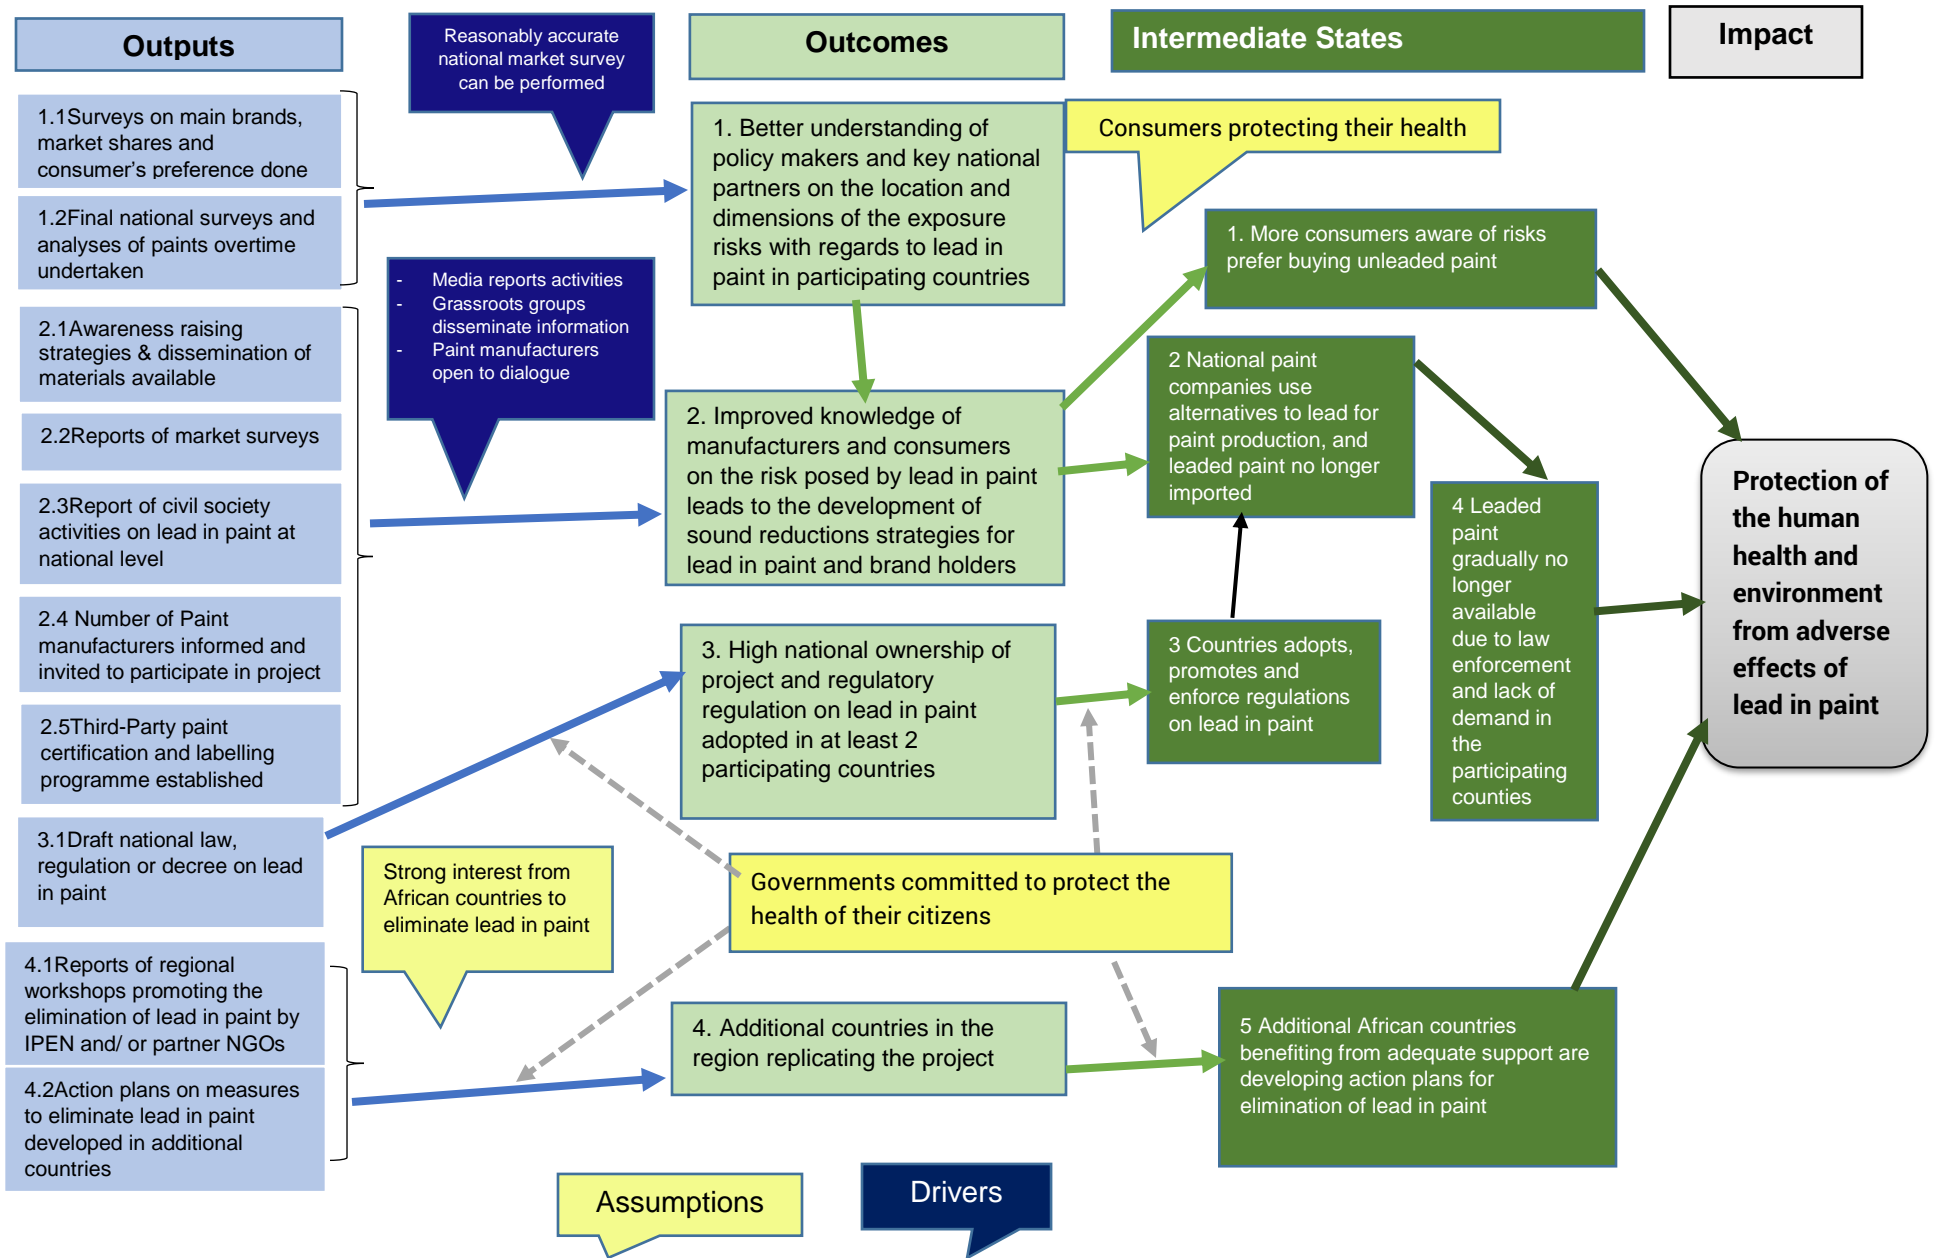 Outputs
Reasonably accurate
national market survey
can be performed
Outcomes
Intermediate States
Impact
1.1Surveys on main brands,
market shares and
consumer's preference done
1.2Final national surveys and
analyses of paints overtime
undertaken
2.1Awareness raising
strategies & dissemination of
materials available
2.2Reports of market surveys
2.3Report of civil society
activities on lead in paint at
national level
2.4 Number of Paint
manufacturers informed and
invited to participate in project
2.5Third-Party paint
certification and labelling
programme established
3.1Draft national law,
regulation or decree on lead
in paint
4.1Reports of regional
workshops promoting the
elimination of lead in paint by
IPEN and/ or partner NGOs
4.2Action plans on measures
to eliminate lead in paint
developed in additional
countries
- Media reports activities
- Grassroots groups
disseminate information
- Paint manufacturers
open to dialogue
Strong interest from
African countries to
eliminate lead in paint
1. Better understanding of
policy makers and key national
partners on the location and
dimensions of the exposure
risks with regards to lead in
paint in participating countries
2. Improved knowledge of
manufacturers and consumers
on the risk posed by lead in paint
leads to the development of
sound reductions strategies for
lead in paint and brand holders
3. High national ownership of
project and regulatory
regulation on lead in paint
adopted in at least 2
participating countries
Governments committed to protect the
health of their citizens
4. Additional countries in the
region replicating the project
Consumers protecting their health
1. More consumers aware of risks
prefer buying unleaded paint
2 National paint
companies use
alternatives to lead for
paint production, and
leaded paint no longer
imported
3 Countries adopts,
promotes and
enforce regulations
on lead in paint
4 Leaded
paint
gradually no
longer
available
due to law
enforcement
and lack of
demand in
the
participating
counties
5 Additional African countries
benefiting from adequate support are
developing action plans for
elimination of lead in paint
Protection of
the human
health and
environment
from adverse
effects of
lead in paint
Assumptions
Drivers